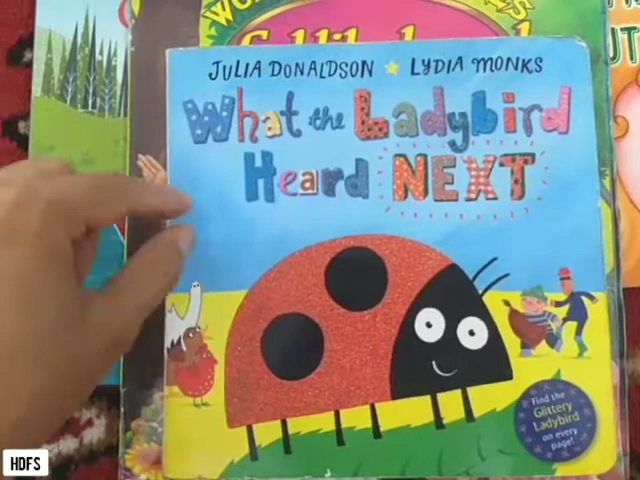 JULIA DONALDSON ★ LYDIA MONKS
What the Ladybird
Heard NEXT
Find the
Glittery
Ladybird
on every
page!
HDFS